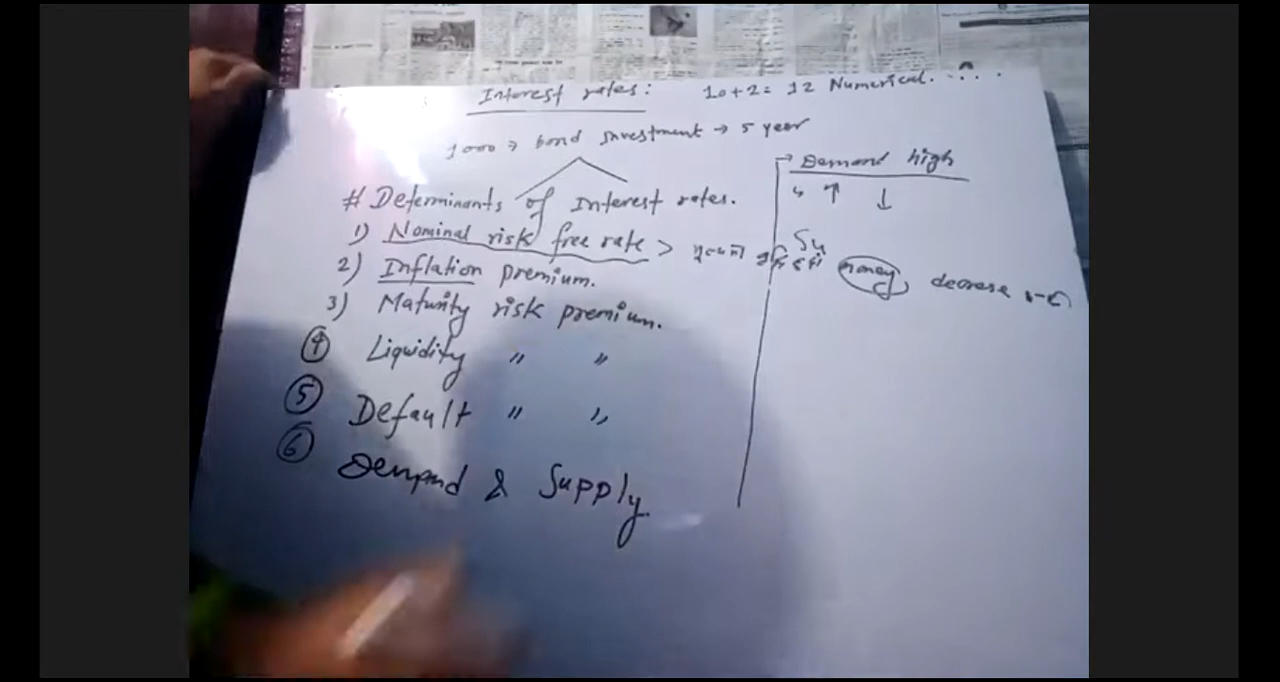 Interest rates:
10+2= 12 Numerical. . . . .
1000 → bond investment → 5 year
# Determinants of Interest rates.
1) Nominal risk free rate >
2) Inflation premium.
3) Maturity risk premium.
4 Liquidity " "
5 Default " "
6 Demand & Supply.
→ Demand high
↳ ↑ ↓
money decrease